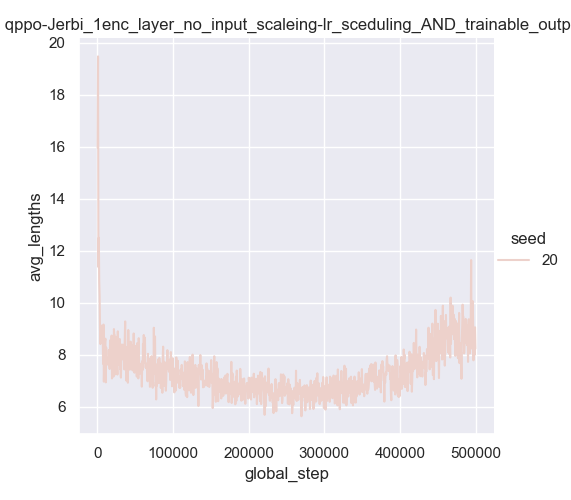 qppo-Jerbi_1enc_layer_no_input_scaleing-lr_sceduling_AND_trainable_outp
20
18
16
14
12
10
8
6
avg_lengths
0 100000 200000 300000 400000 500000
global_step
seed
20